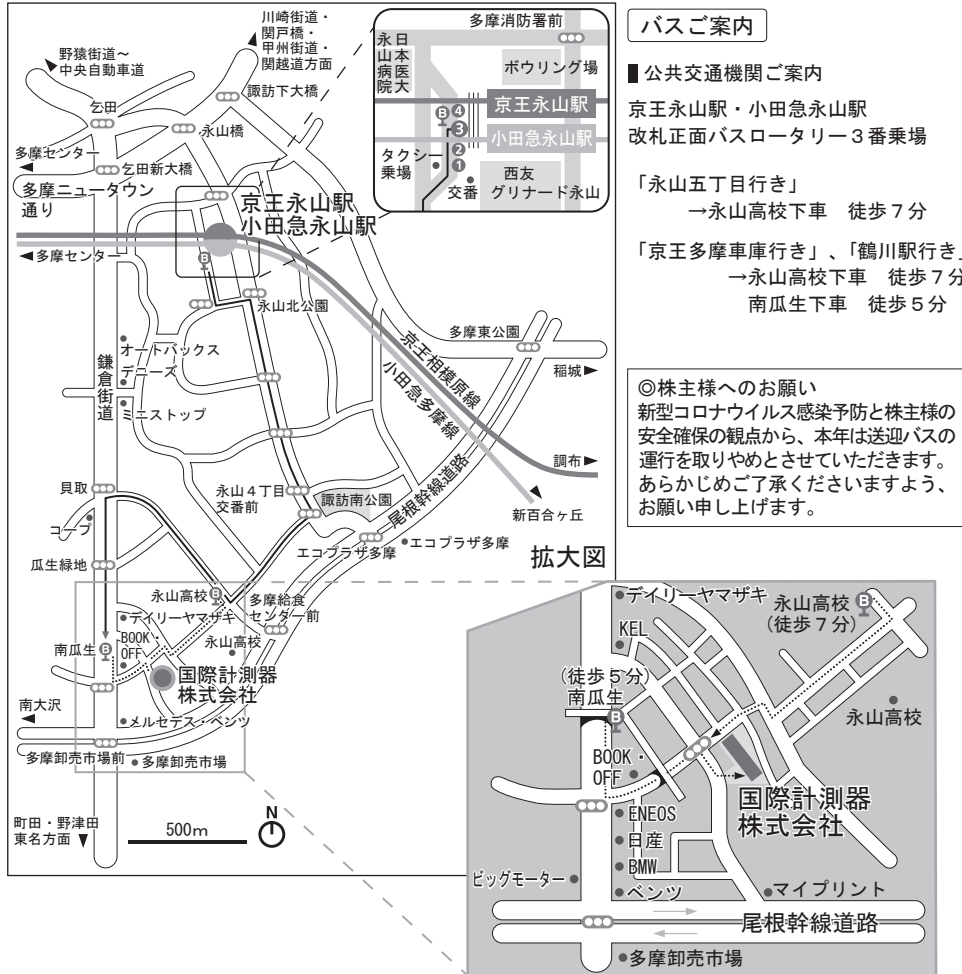 川崎街道・
関戸橋・
甲州街道・
関越道方面
野猿街道～
中央自動車道
乞田
諏訪下大橋
永山橋
多摩センター
乞田新大橋
多摩ニュータウン
通り
京王永山駅
小田急永山駅
多摩センター
B
永山北公園
多摩東公園
オートバックス
デニーズ
ミニストップ
鎌倉街道
京王相模原線
小田急多摩線
稲城
調布
新百合ヶ丘
貝取
コープ
永山4丁目
交番前
諏訪南公園
尾根幹線道路
エコプラザ多摩
エコプラザ多摩
瓜生緑地
永山高校
B
多摩給食
センター前
デイリーヤマザキ
BOOK・
OFF
永山高校
南瓜生
B
国際計測器
株式会社
南大沢
メルセデス・ベンツ
多摩卸売市場前
多摩卸売市場
町田・野津田
東名方面
500m
N
多摩消防署前
日本医大
永山病院
ボウリング場
京王永山駅
小田急永山駅
B
4
3
2
1
タクシー
乗場
交番
西友
グリナード永山
バスご案内
■公共交通機関ご案内
京王永山駅・小田急永山駅
改札正面バスロータリー3番乗場
「永山五丁目行き」
→永山高校下車　徒歩7分
「京王多摩車庫行き」、「鶴川駅行き」
→永山高校下車　徒歩7分
南瓜生下車　徒歩5分
◎株主様へのお願い
新型コロナウイルス感染予防と株主様の
安全確保の観点から、本年は送迎バスの
運行を取りやめとさせていただきます。
あらかじめご了承くださいますよう、
お願い申し上げます。
拡大図
デイリーヤマザキ
KEL
永山高校
(徒歩7分)
B
(徒歩5分)
南瓜生
B
永山高校
BOOK・
OFF
国際計測器
株式会社
ENEOS
日産
BMW
ビッグモーター
ベンツ
マイプリント
尾根幹線道路
多摩卸売市場